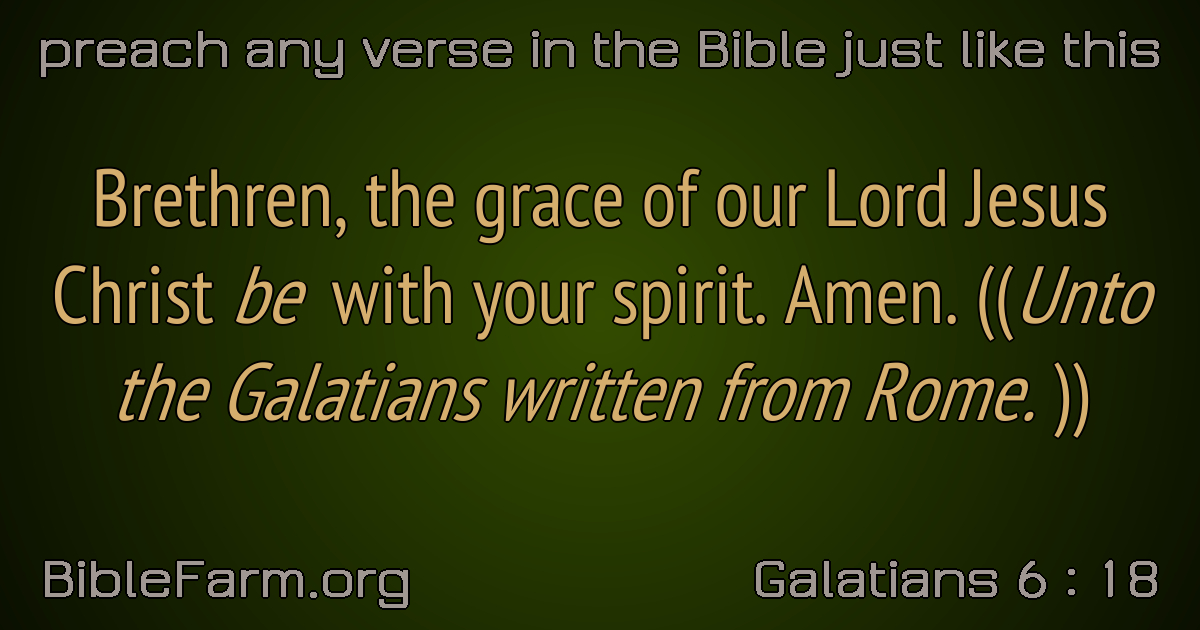 preach any verse in the Bible just like this
Brethren, the grace of our Lord Jesus
Christ be with your spirit. Amen. ((Unto
the Galatians written from Rome. ))
BibleFarm.org
Galatians 6 : 18